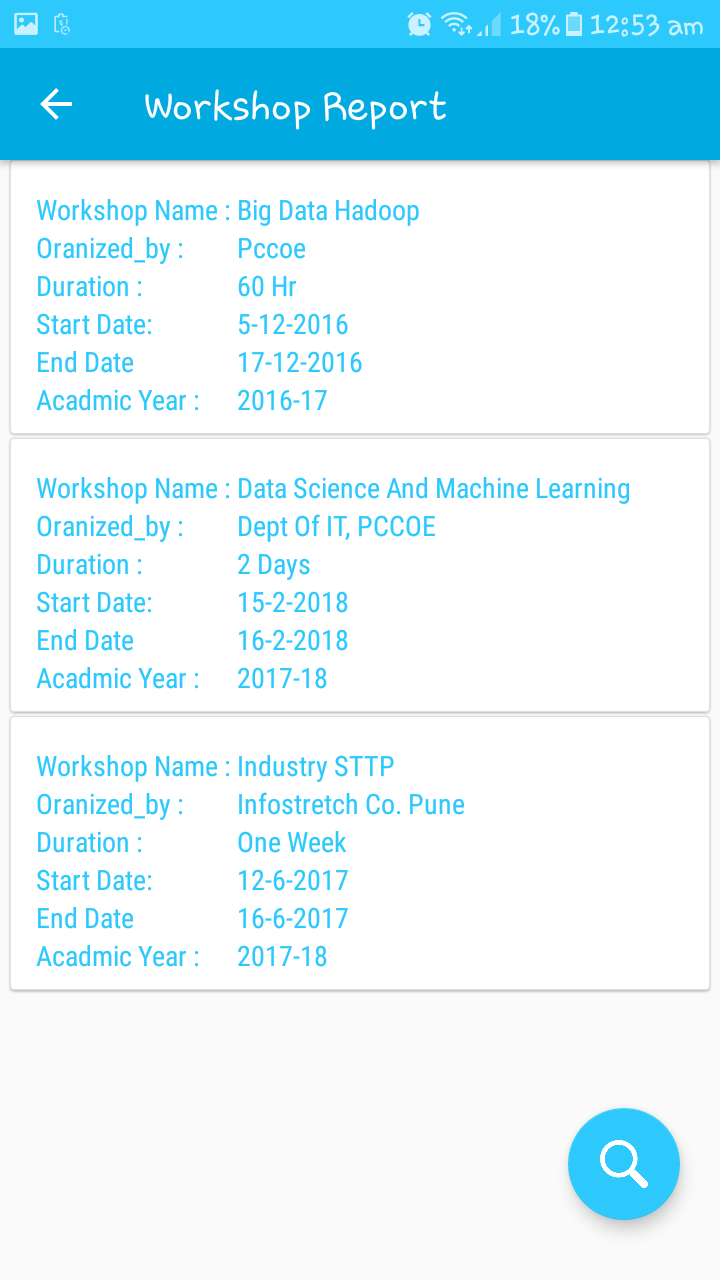 18% 12:53 am
Workshop Report
Workshop Name : Big Data Hadoop
Oranized_by : Pccoe
Duration : 60 Hr
Start Date: 5-12-2016
End Date 17-12-2016
Acadmic Year : 2016-17
Workshop Name : Data Science And Machine Learning
Oranized_by : Dept Of IT, PCCOE
Duration : 2 Days
Start Date: 15-2-2018
End Date 16-2-2018
Acadmic Year : 2017-18
Workshop Name : Industry STTP
Oranized_by : Infostretch Co. Pune
Duration : One Week
Start Date: 12-6-2017
End Date 16-6-2017
Acadmic Year : 2017-18